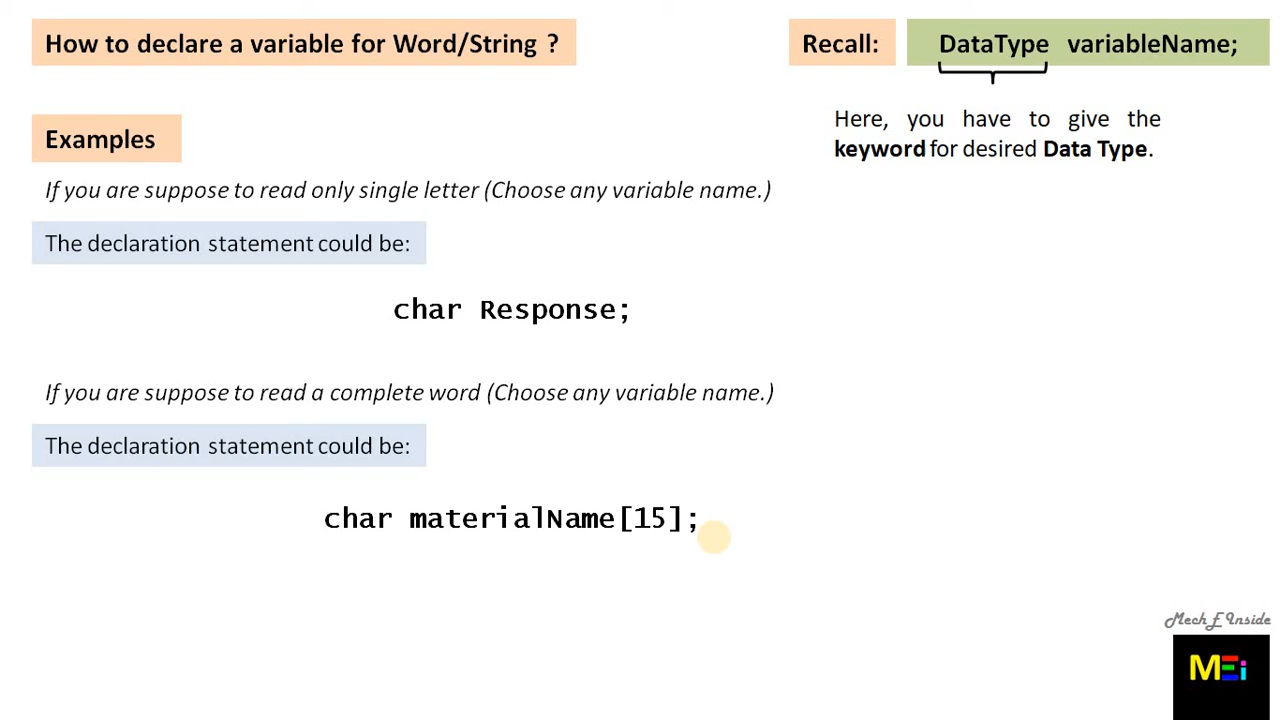 How to declare a variable for Word/String ?
Recall:
DataType variableName;
Here, you have to give the
keyword for desired Data Type.
Examples
If you are suppose to read only single letter (Choose any variable name.)
The declaration statement could be:
char Response;
If you are suppose to read a complete word (Choose any variable name.)
The declaration statement could be:
char materialName[15];
Mech E Inside
MEi